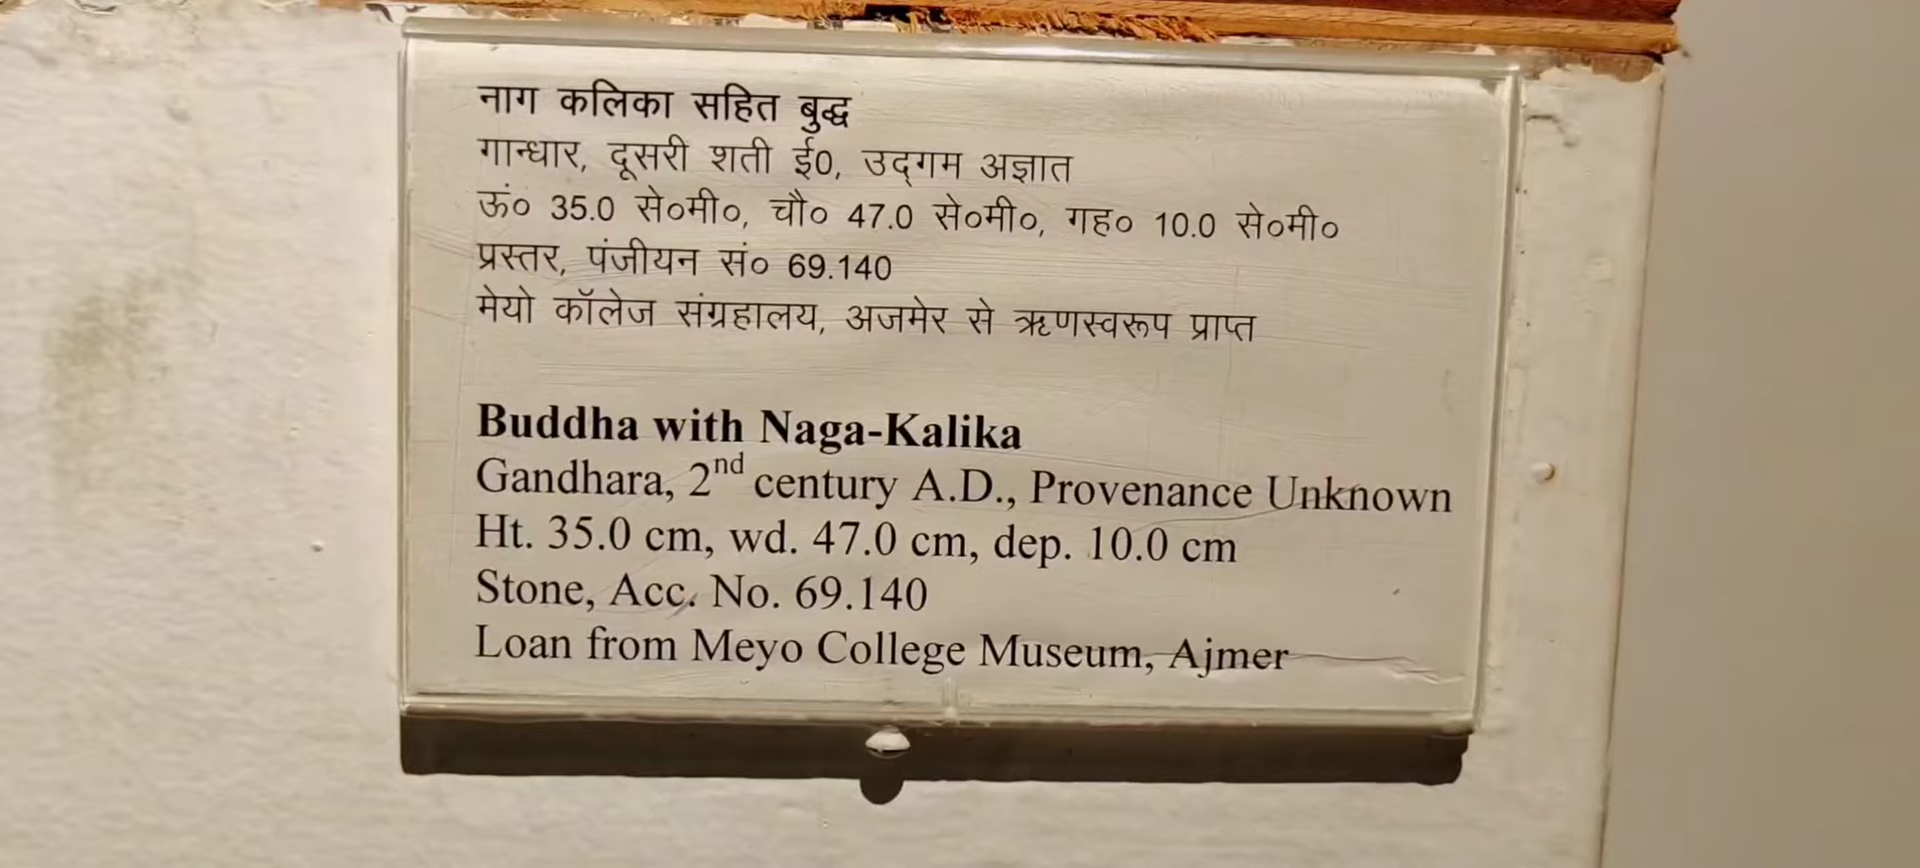 नाग कलिका सहित बुद्ध
गान्धार, दूसरी शती ई०, उद्‌गम अज्ञात
ऊं० 35.0 से०मी०, चौ० 47.0 से०मी०, गह० 10.0 से०मी०
प्रस्तर, पंजीयन सं० 69.140
मेयो कॉलेज संग्रहालय, अजमेर से ऋणस्वरूप प्राप्त
Buddha with Naga-Kalika
Gandhara, 2nd century A.D., Provenance Unknown
Ht. 35.0 cm, wd. 47.0 cm, dep. 10.0 cm
Stone, Acc. No. 69.140
Loan from Meyo College Museum, Ajmer